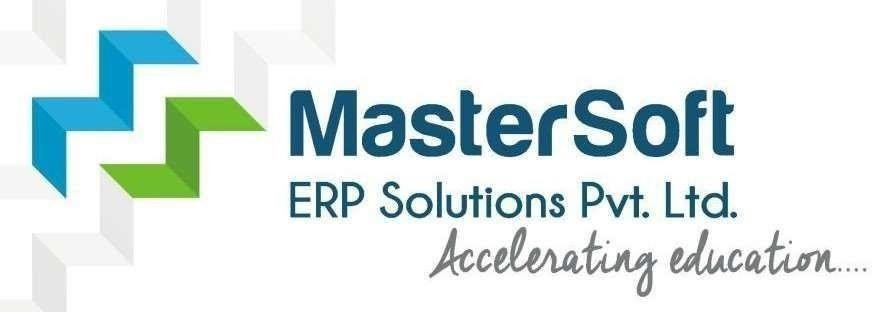 MasterSoft
ERP Solutions Pvt. Ltd.
Accelerating education....